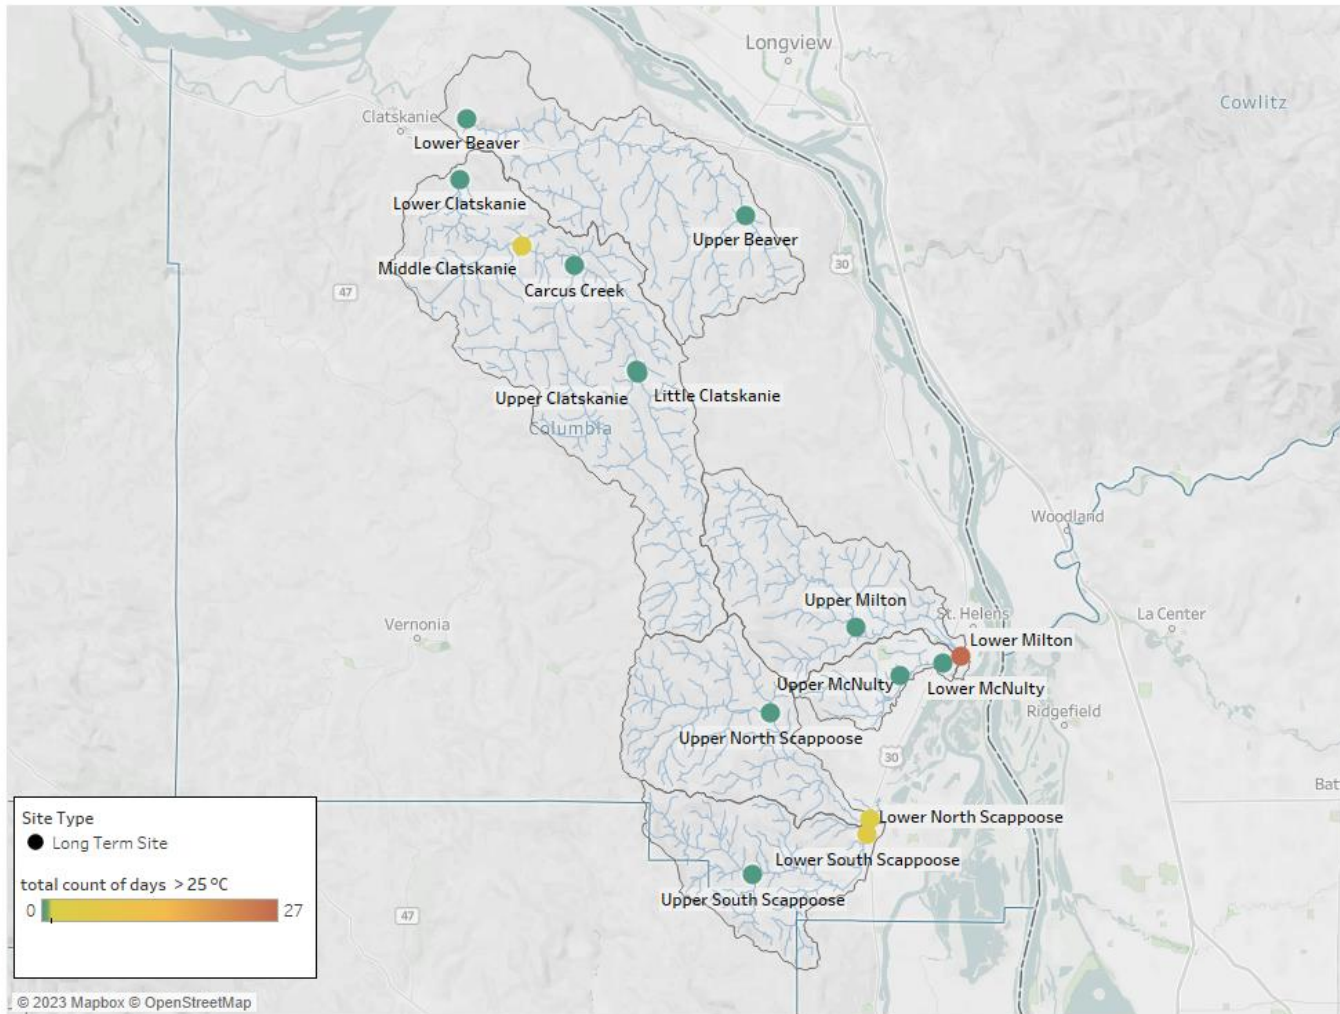 Longview
Cowlitz
Clatskanie
Lower Beaver
Lower Clatskanie
Upper Beaver
Middle Clatskanie
30
Carcus Creek
47
Upper Clatskanie
Little Clatskanie
Columbia
Woodland
Upper Milton
St. Helens
La Center
Vernonia
Lower Milton
Upper McNulty
Lower McNulty
Ridgefield
Upper North Scappoose
30
Bat
Lower North Scappoose
Lower South Scappoose
Upper South Scappoose
47
Site Type
Long Term Site
total count of days > 25 °C
0
27
© 2023 Mapbox © OpenStreetMap